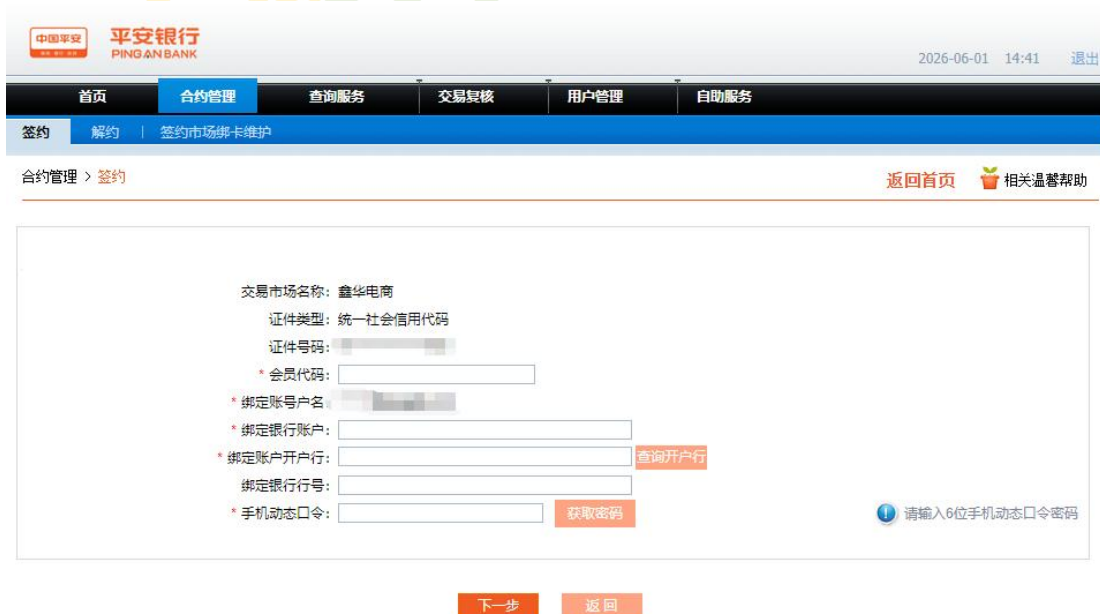 中国平安 平安银行
PING AN BANK
2026-06-01 14:41 退出
首页 合约管理 查询服务 交易复核 用户管理 自助服务
签约 解约 | 签约市场绑卡维护
合约管理 > 签约 返回首页 相关温馨帮助
交易市场名称: 鑫华电商
证件类型: 统一社会信用代码
证件号码:
* 会员代码:
* 绑定账号户名
* 绑定银行账户:
* 绑定账户开户行: 查询开户行
绑定银行行号:
* 手机动态口令: 获取密码 请输入6位手机动态口令密码
下一步 返回